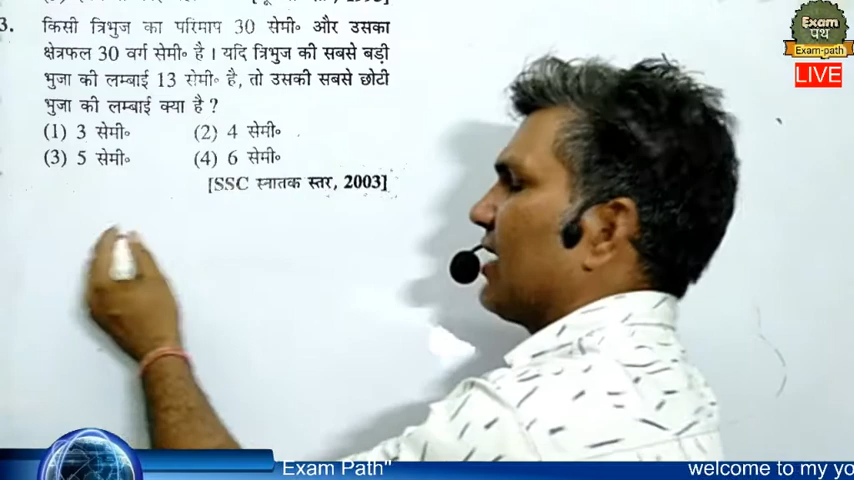 3. किसी त्रिभुज का परिमाप 30 सेमी॰ और उसका
क्षेत्रफल 30 वर्ग सेमी॰ है । यदि त्रिभुज की सबसे बड़ी
भुजा की लम्बाई 13 सेमी॰ है, तो उसकी सबसे छोटी
भुजा की लम्बाई क्या है ?
(1) 3 सेमी॰ (2) 4 सेमी॰
(3) 5 सेमी॰ (4) 6 सेमी॰
[SSC स्नातक स्तर, 2003]
Exam
पथ
Exam-path
LIVE
Exam Path" welcome to my yo